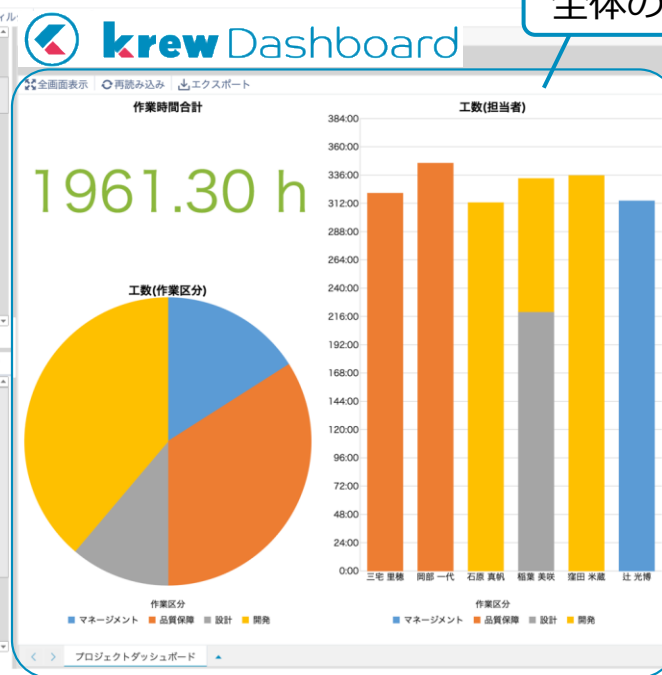 全体の
krew Dashboard
全画面表示 再読み込み エクスポート
作業時間合計
1961.30 h
工数(作業区分)
作業区分
マネージメント 品質保障 設計 開発
工数(担当者)
384:00
360:00
336:00
312:00
288:00
264:00
240:00
216:00
192:00
168:00
144:00
120:00
96:00
72:00
48:00
24:00
0:00
三宅 里穂 岡部 一代 石原 真帆 稲葉 美咲 窪田 米蔵 辻 光博
作業区分
マネージメント 品質保障 設計 開発
プロジェクトダッシュボード